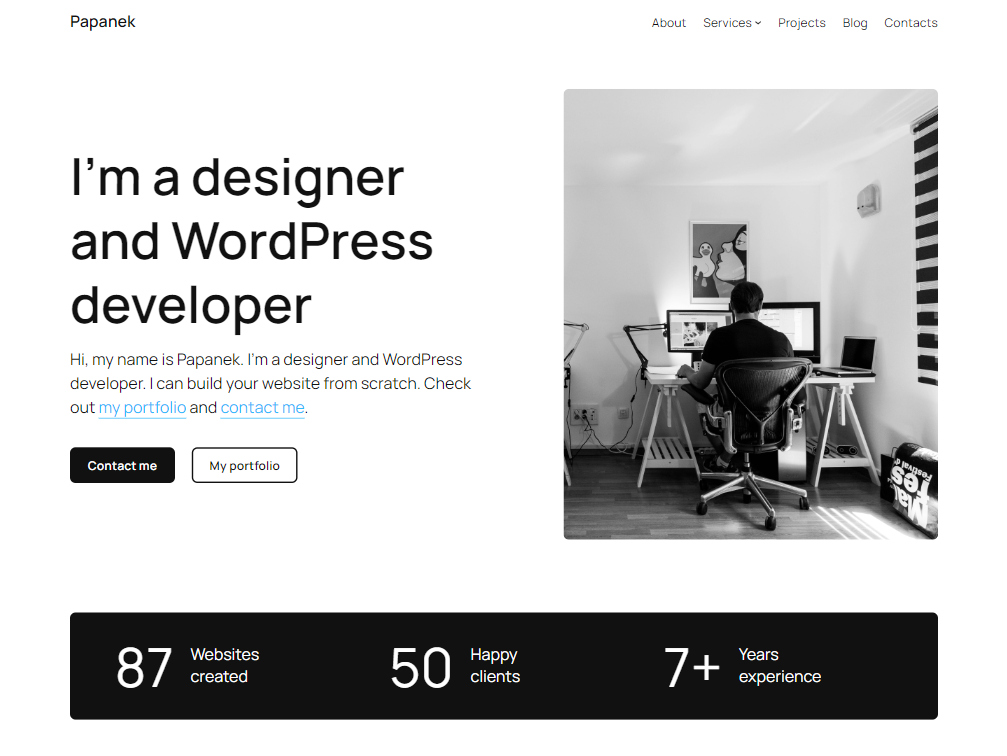 Papanek
About Services Projects Blog Contacts
I’m a designer
and WordPress
developer
Hi, my name is Papanek. I’m a designer and WordPress
developer. I can build your website from scratch. Check
out my portfolio and contact me.
Contact me My portfolio
87 Websites
created
50 Happy
clients
7+ Years
experience
Festival d